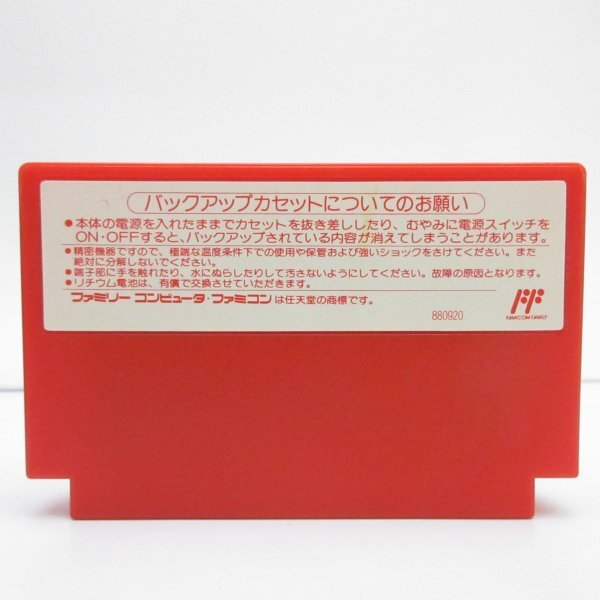 バックアップカセットについてのお願い
●本体の電源を入れたままでカセットを抜き差ししたり、むやみに電源スイッチを
ON・OFFすると、バックアップされている内容が消えてしまうことがあります。
●精密機器ですので、極端な温度条件下での使用や保管および強いショックをさけてください。また
絶対に分解しないでください。
●端子部に手を触れたり、水にぬらしたりして汚さないようにしてください。故障の原因となります。
●リチウム電池は、有償で交換させていただきます。
ファミリーコンピュータ・ファミコンは任天堂の商標です。
880920
FF
FAMICOM FAMILY